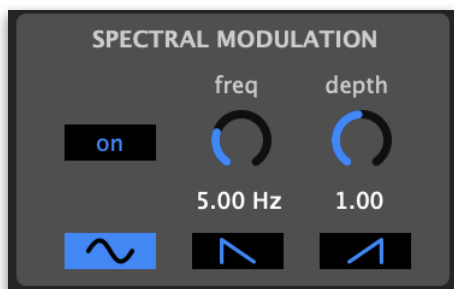 SPECTRAL MODULATION
freq depth
on
5.00 Hz 1.00